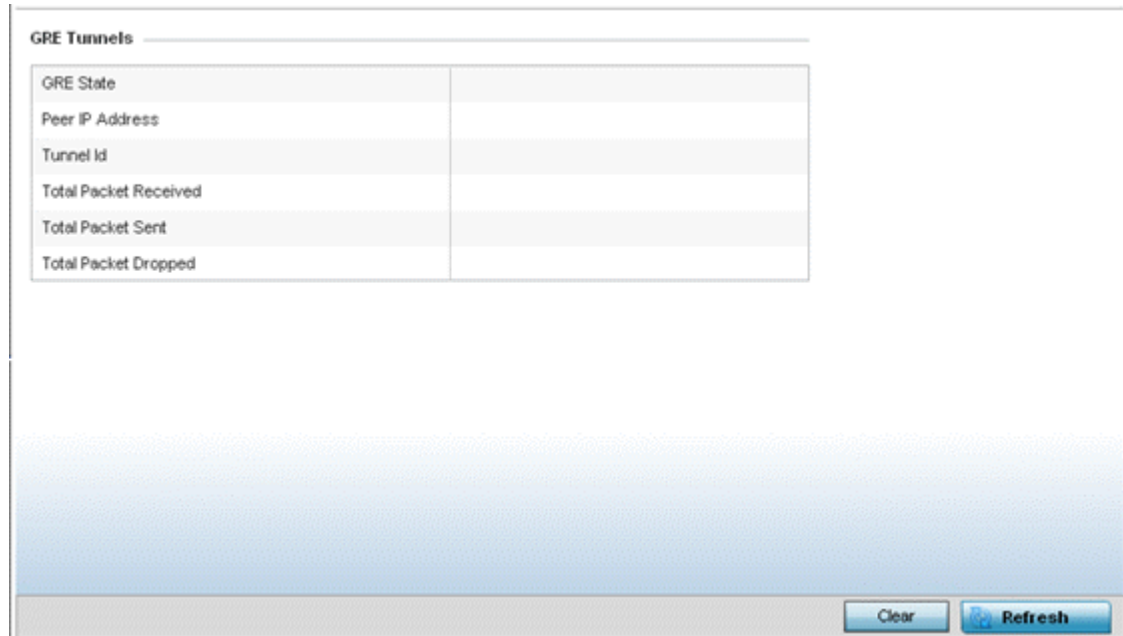 GRE Tunnels
GRE State
Peer IP Address
Tunnel Id
Total Packet Received
Total Packet Sent
Total Packet Dropped
Clear
Refresh